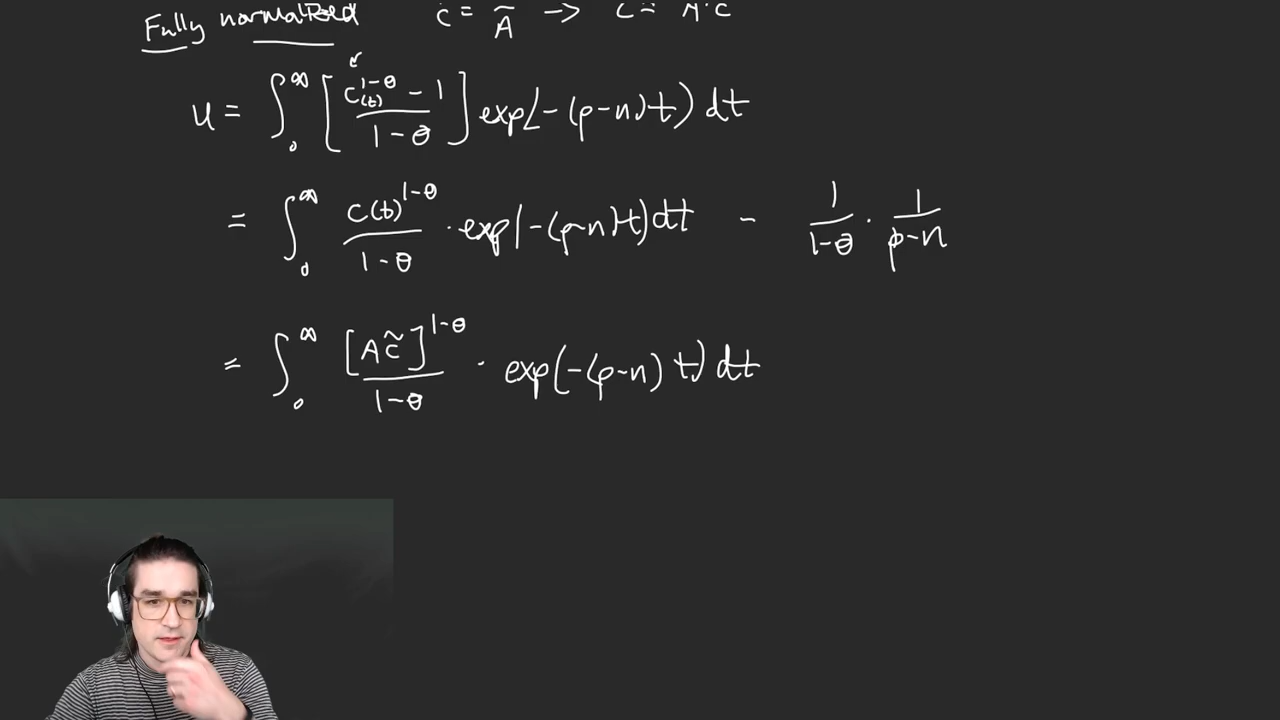 Fully normalized c̃ = c/A → c = A·c̃
U = ∫₀^∞ [(c(t)^{1-θ} - 1)/(1-θ)] exp(-(ρ-n)t) dt
= ∫₀^∞ c(t)^{1-θ}/(1-θ) · exp(-(ρ-n)t) dt - 1/(1-θ) · 1/(ρ-n)
= ∫₀^∞ [Ac̃]^{1-θ}/(1-θ) · exp(-(ρ-n)t) dt